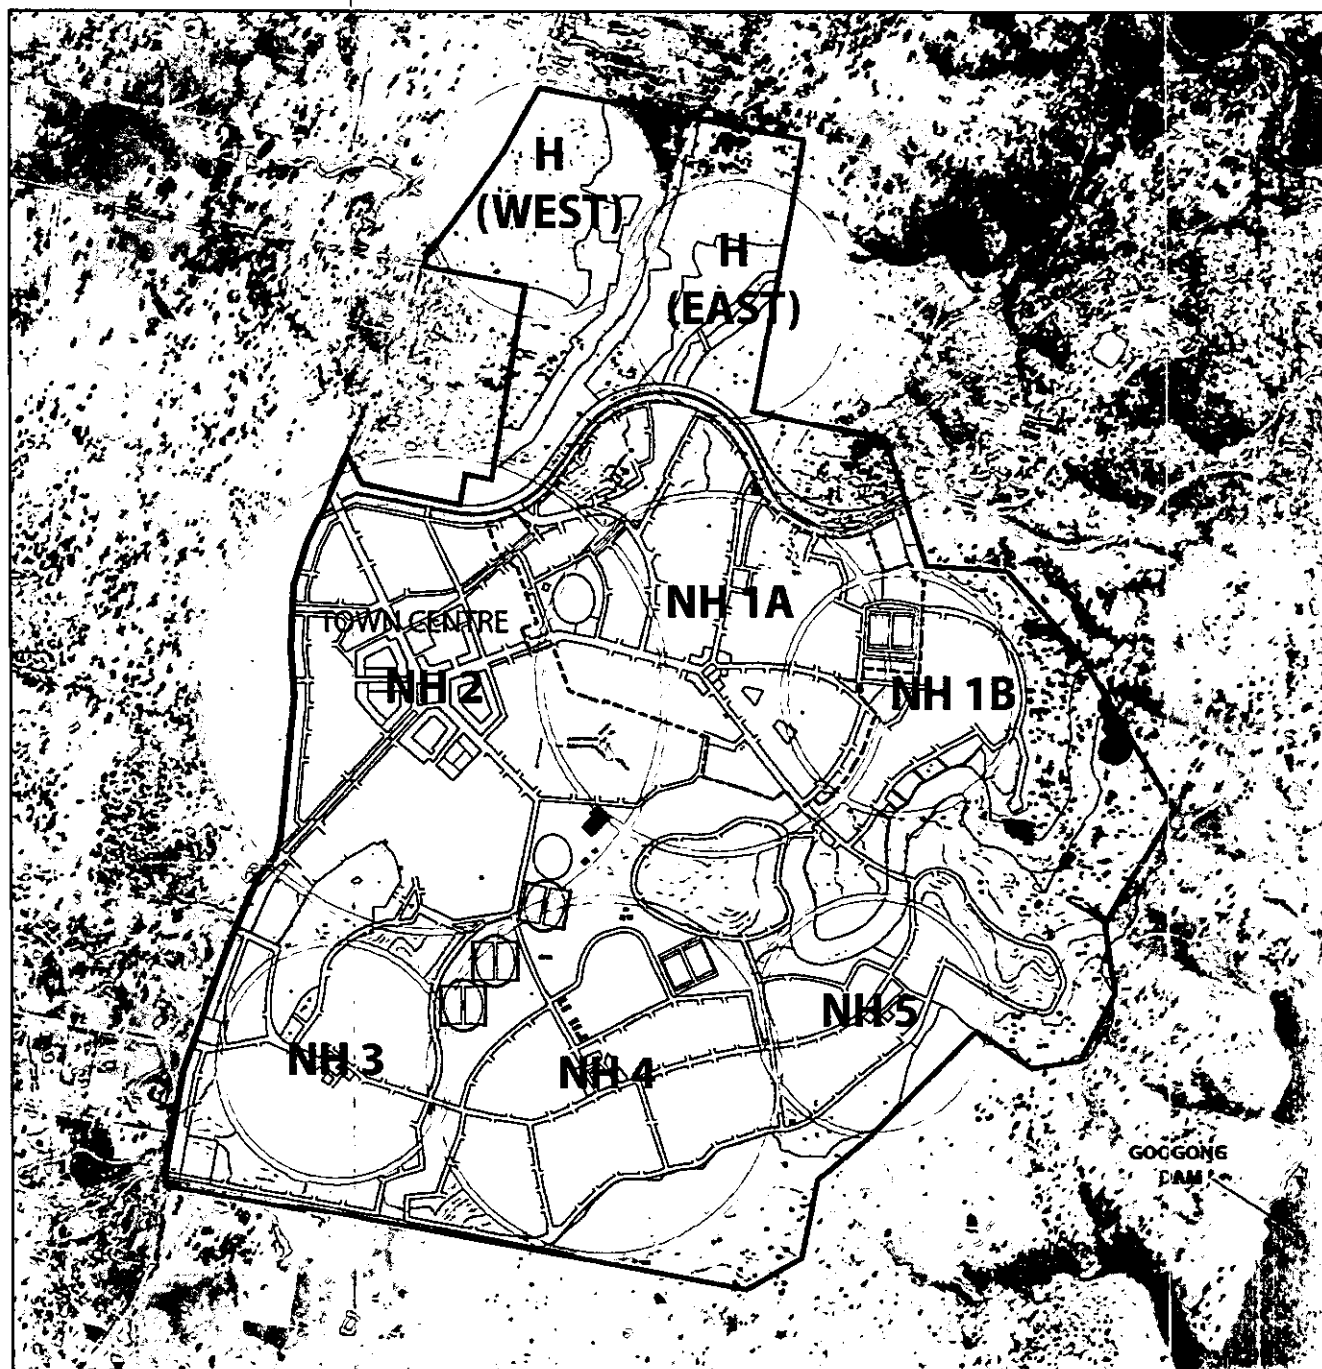 H
(WEST)
H
(EAST)
NH 1A
TOWN CENTRE
NH 2
NH 1B
NH 5
NH 3
NH 4
GOOGONG
DAM